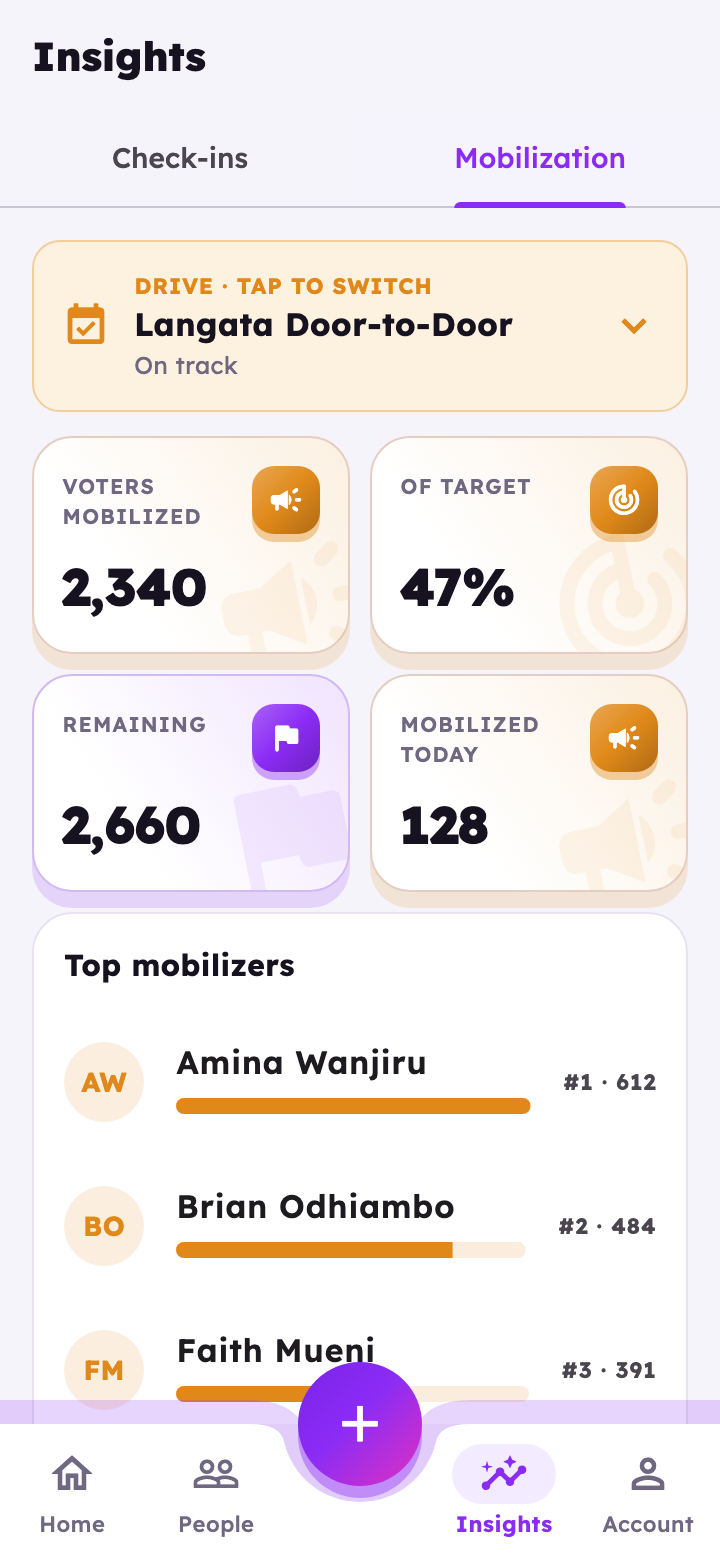 Insights
Check-ins
Mobilization
DRIVE · TAP TO SWITCH
Langata Door-to-Door
On track
VOTERS
MOBILIZED
2,340
OF TARGET
47%
REMAINING
2,660
MOBILIZED
TODAY
128
Top mobilizers
AW
Amina Wanjiru
#1 · 612
BO
Brian Odhiambo
#2 · 484
FM
Faith Mueni
#3 · 391
Home
People
Insights
Account